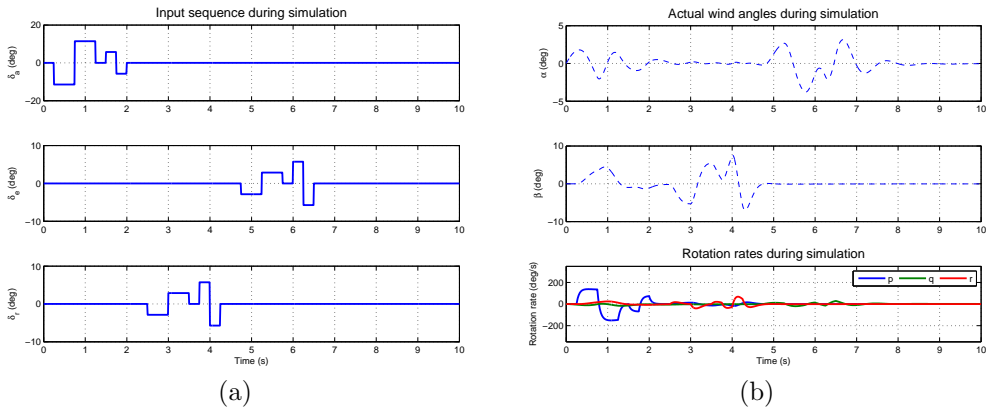 Input sequence during simulation
δa (deg)
20
0
−20
0 1 2 3 4 5 6 7 8 9 10
δe (deg)
10
0
−10
0 1 2 3 4 5 6 7 8 9 10
δr (deg)
10
0
−10
0 1 2 3 4 5 6 7 8 9 10
Time (s)
(a)
Actual wind angles during simulation
α (deg)
5
0
−5
0 1 2 3 4 5 6 7 8 9 10
β (deg)
10
0
−10
0 1 2 3 4 5 6 7 8 9 10
Rotation rates during simulation
Rotation rate (deg/s)
p q r
200
0
−200
0 1 2 3 4 5 6 7 8 9 10
Time (s)
(b)